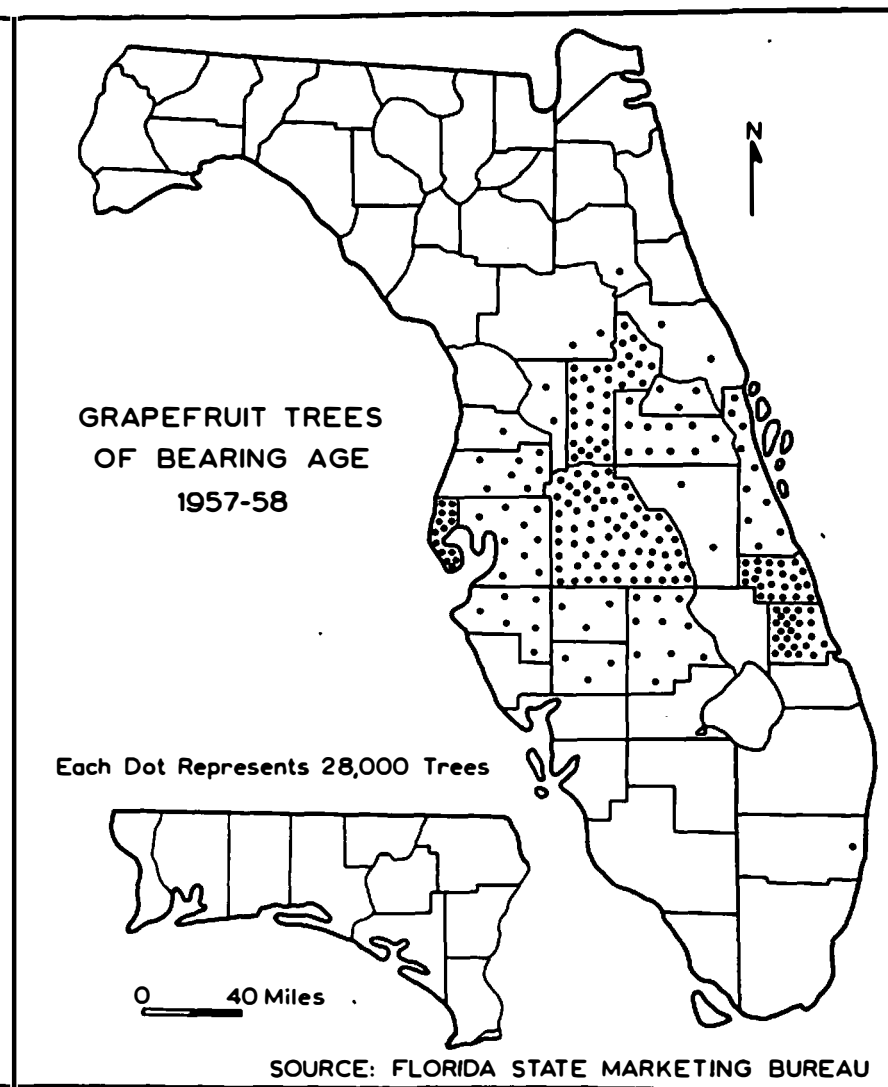 N
GRAPEFRUIT TREES
OF BEARING AGE
1957-58
Each Dot Represents 28,000 Trees
0 40 Miles
SOURCE: FLORIDA STATE MARKETING BUREAU